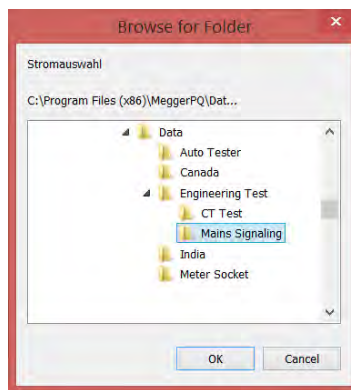 Browse for Folder
Stromauswahl
C:\Program Files (x86)\MeggerPQ\Dat...
Data
Auto Tester
Canada
Engineering Test
CT Test
Mains Signaling
India
Meter Socket
OK Cancel